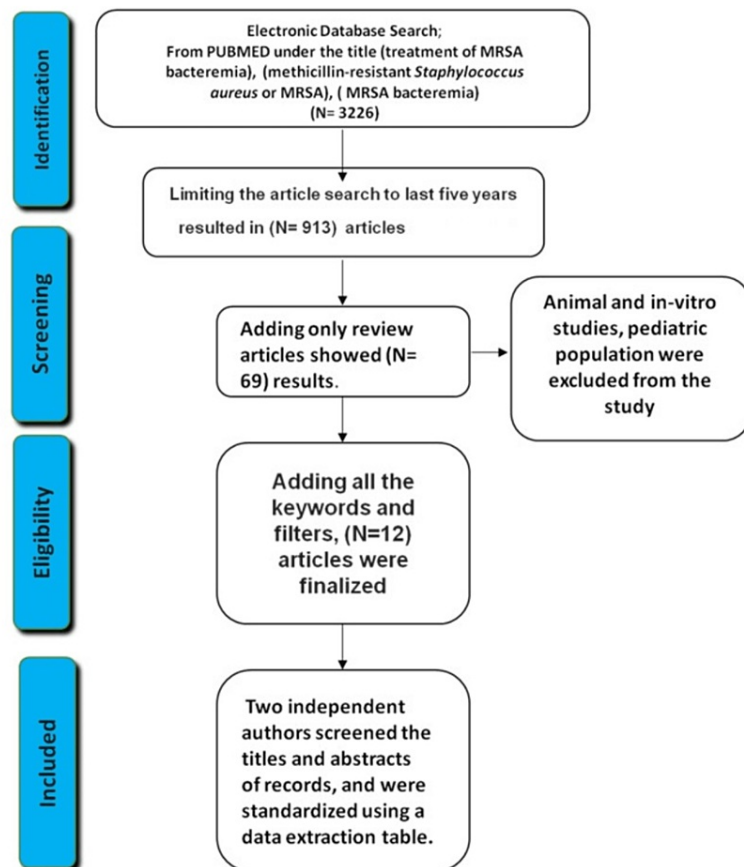 Identification
Electronic Database Search;
From PUBMED under the title (treatment of MRSA
bacteremia), (methicillin-resistant Staphylococcus
aureus or MRSA), ( MRSA bacteremia)
(N= 3226)
Limiting the article search to last five years
resulted in (N= 913) articles
Screening
Adding only review
articles showed (N=
69) results.
Animal and in-vitro
studies, pediatric
population were
excluded from the
study
Eligibility
Adding all the
keywords and
filters, (N=12)
articles were
finalized
Included
Two independent
authors screened the
titles and abstracts
of records, and were
standardized using a
data extraction table.